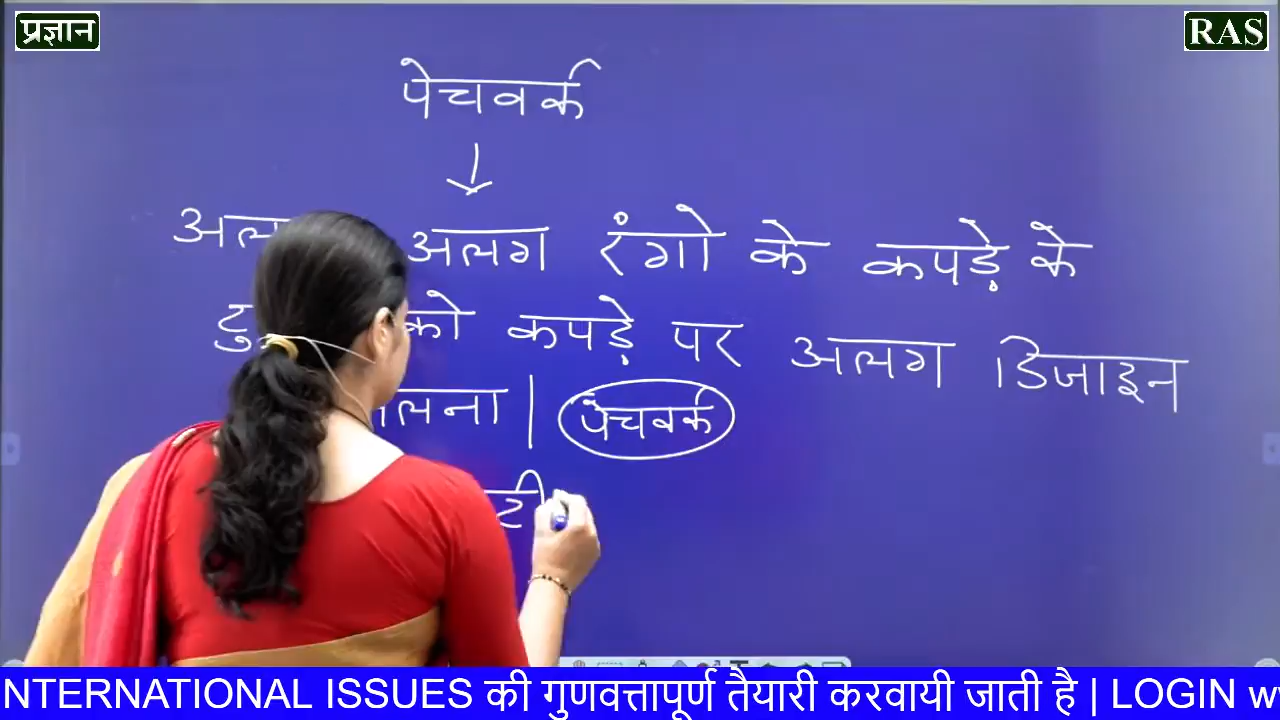 प्रज्ञान
RAS
पेचवर्क
अलग रंगो के कपड़े के
को कपड़े पर अलग डिजाइन
पेचवर्क
NTERNATIONAL ISSUES की गुणवत्तापूर्ण तैयारी करवायी जाती है | LOGIN w